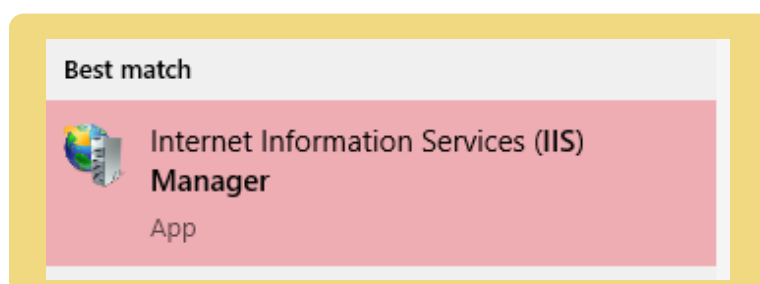 Best match
Internet Information Services (IIS)
Manager
App